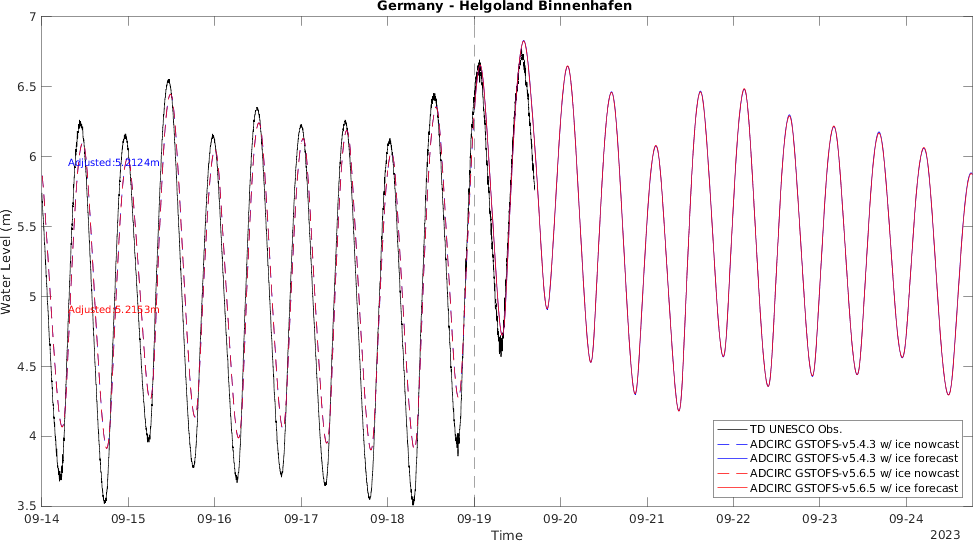 Germany - Helgoland Binnenhafen
7
6.5
6
5.5
5
4.5
4
3.5
Water Level (m)
Adjusted:5.2124m
Adjusted:5.2153m
TD UNESCO Obs.
ADCIRC GSTOFS-v5.4.3 w/ ice nowcast
ADCIRC GSTOFS-v5.4.3 w/ ice forecast
ADCIRC GSTOFS-v5.6.5 w/ ice nowcast
ADCIRC GSTOFS-v5.6.5 w/ ice forecast
09-14 09-15 09-16 09-17 09-18 09-19 09-20 09-21 09-22 09-23 09-24
Time
2023